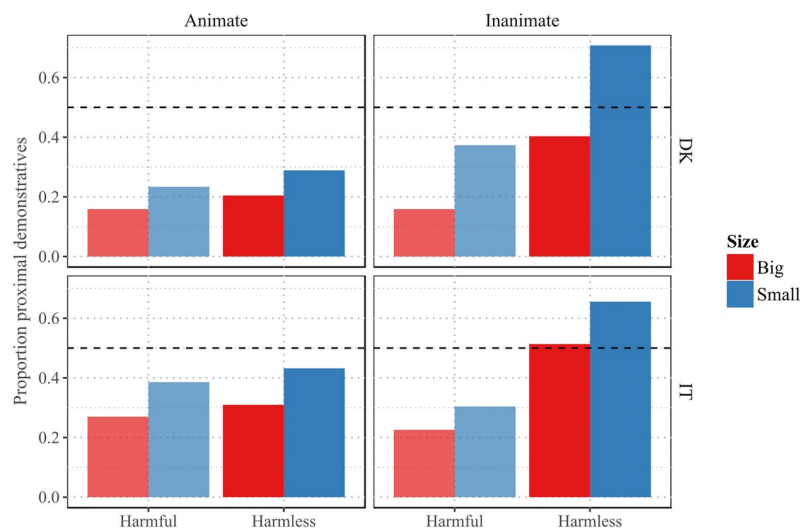 Animate
Inanimate
Proportion proximal demonstratives
0.6
0.4
0.2
0.0
DK
0.6
0.4
0.2
0.0
IT
Harmful
Harmless
Harmful
Harmless
Size
Big
Small